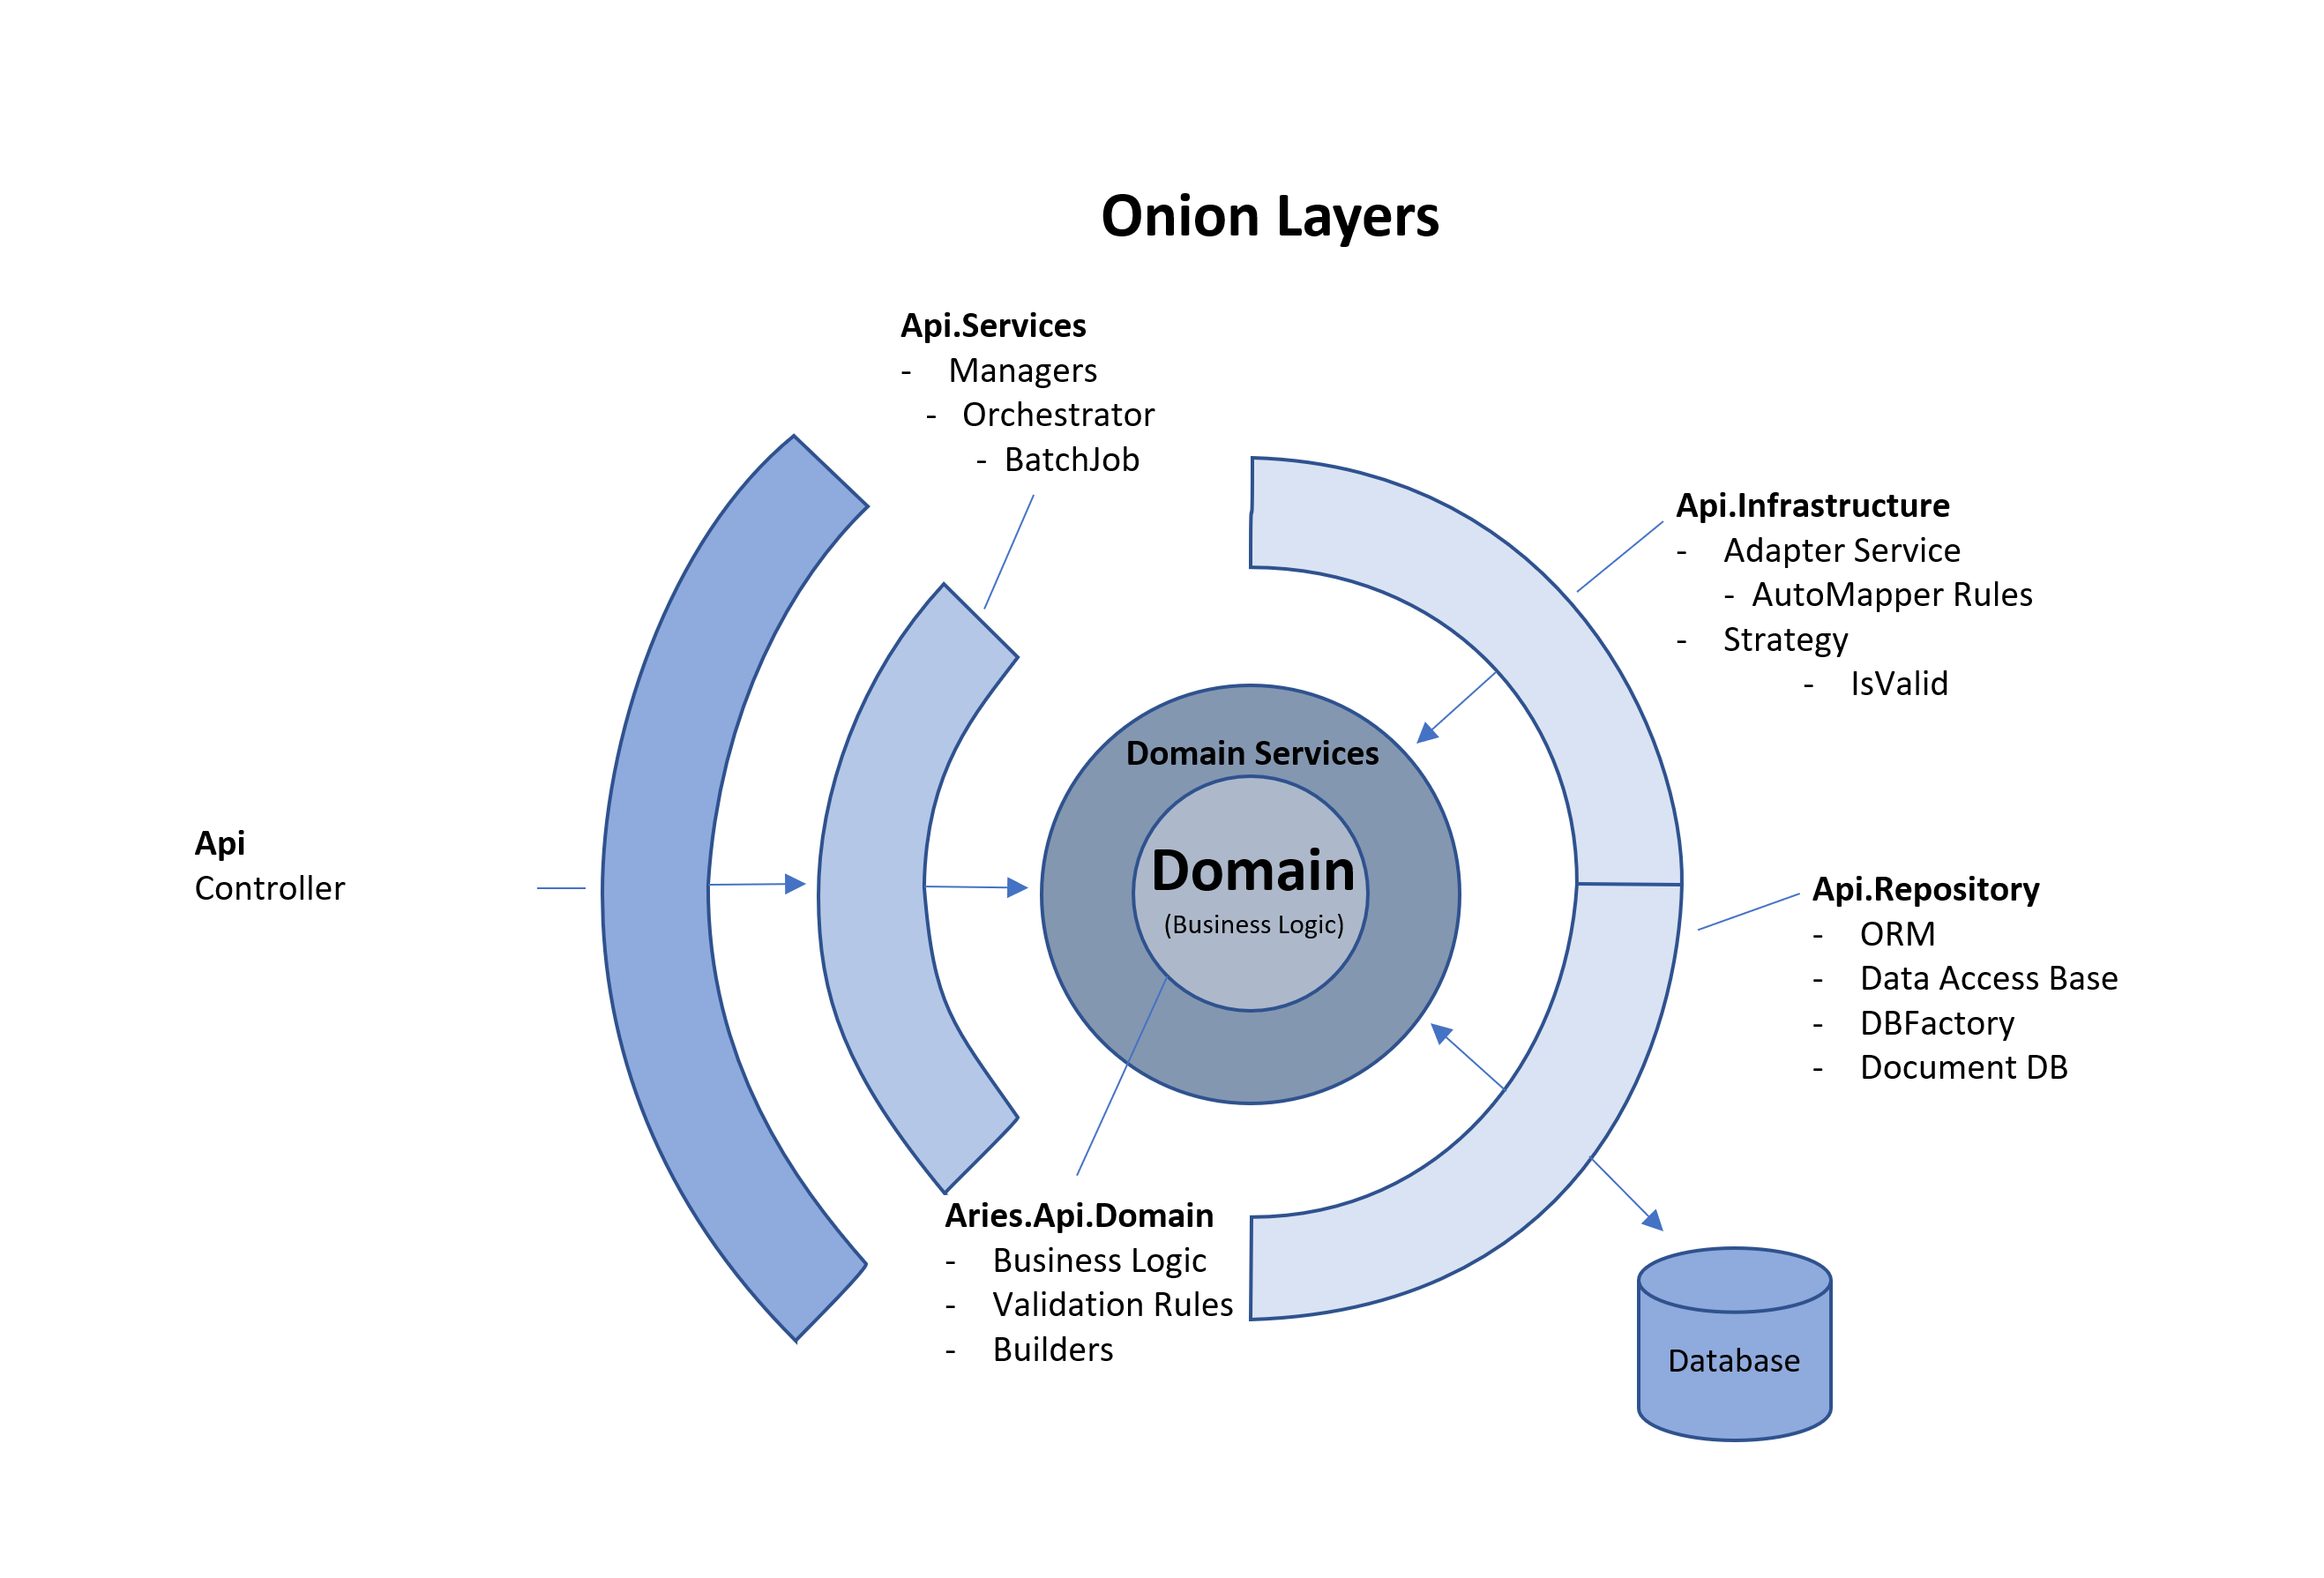 Onion Layers
Api.Services
- Managers
- Orchestrator
- BatchJob
Api.Infrastructure
- Adapter Service
- AutoMapper Rules
- Strategy
- IsValid
Domain Services
Domain
(Business Logic)
Api
Controller
Api.Repository
- ORM
- Data Access Base
- DBFactory
- Document DB
Aries.Api.Domain
- Business Logic
- Validation Rules
- Builders
Database